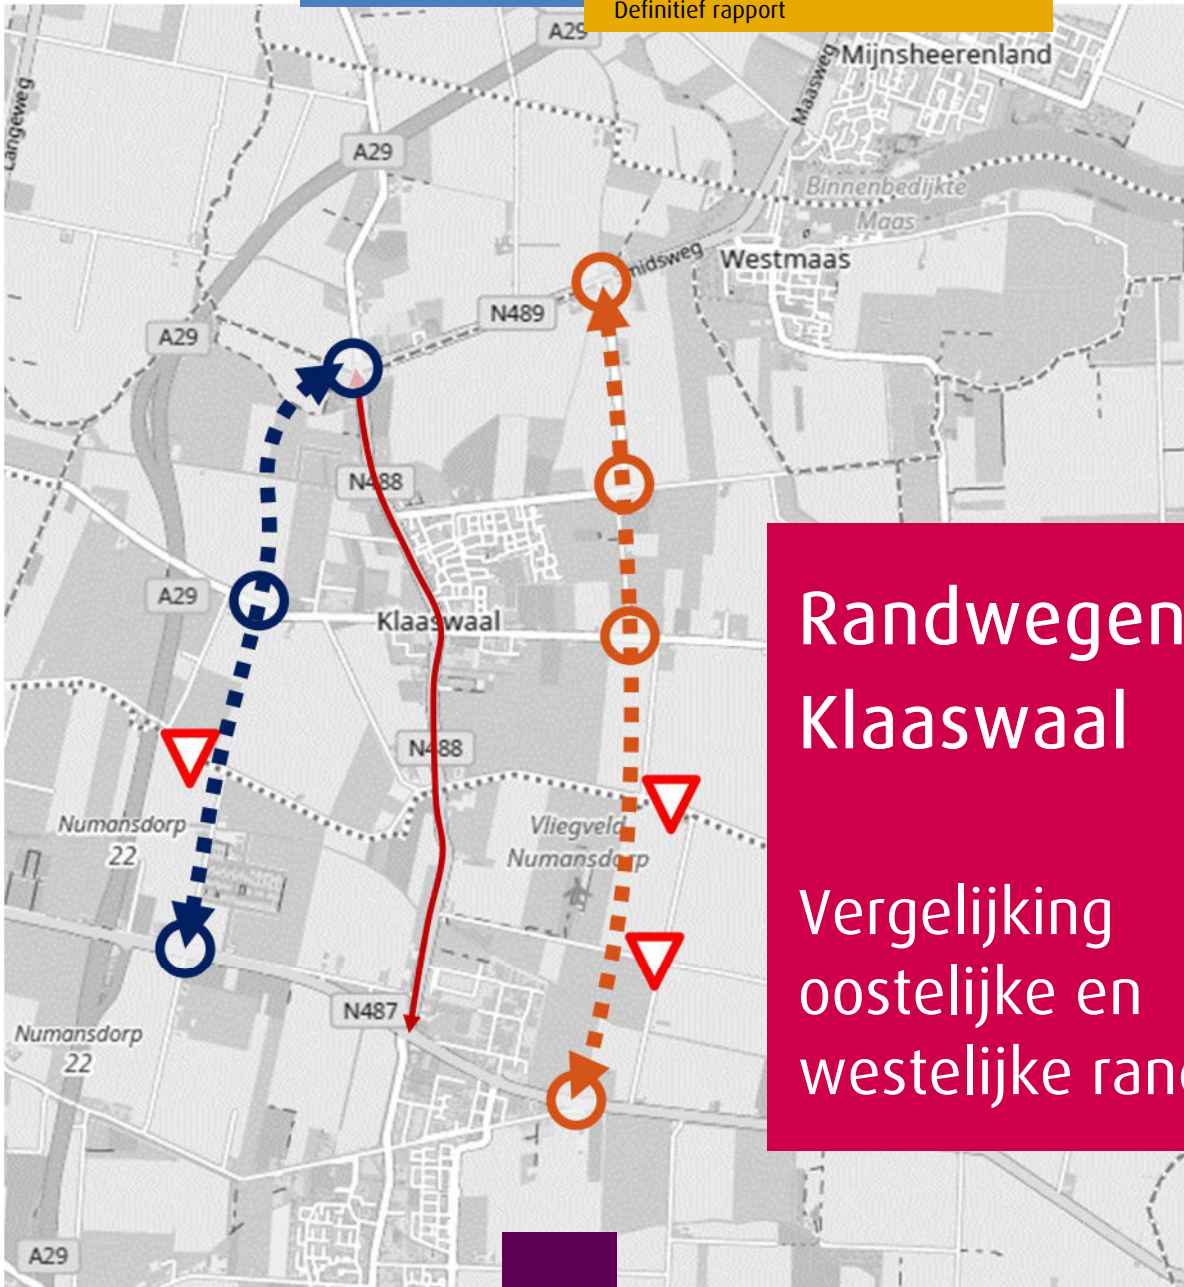 Definitief rapport
A29
Mijnsheerenland
Maasweg
Langeweg
A29
Binnenbedijkte
Maas
midsweg
Westmaas
N489
A29
N488
A29
Klaaswaal
Randwegen
Klaaswaal
N488
Numansdorp
22
Vliegveld
Numansdorp
Vergelijking
oostelijke en
westelijke rand
N487
Numansdorp
22
A29